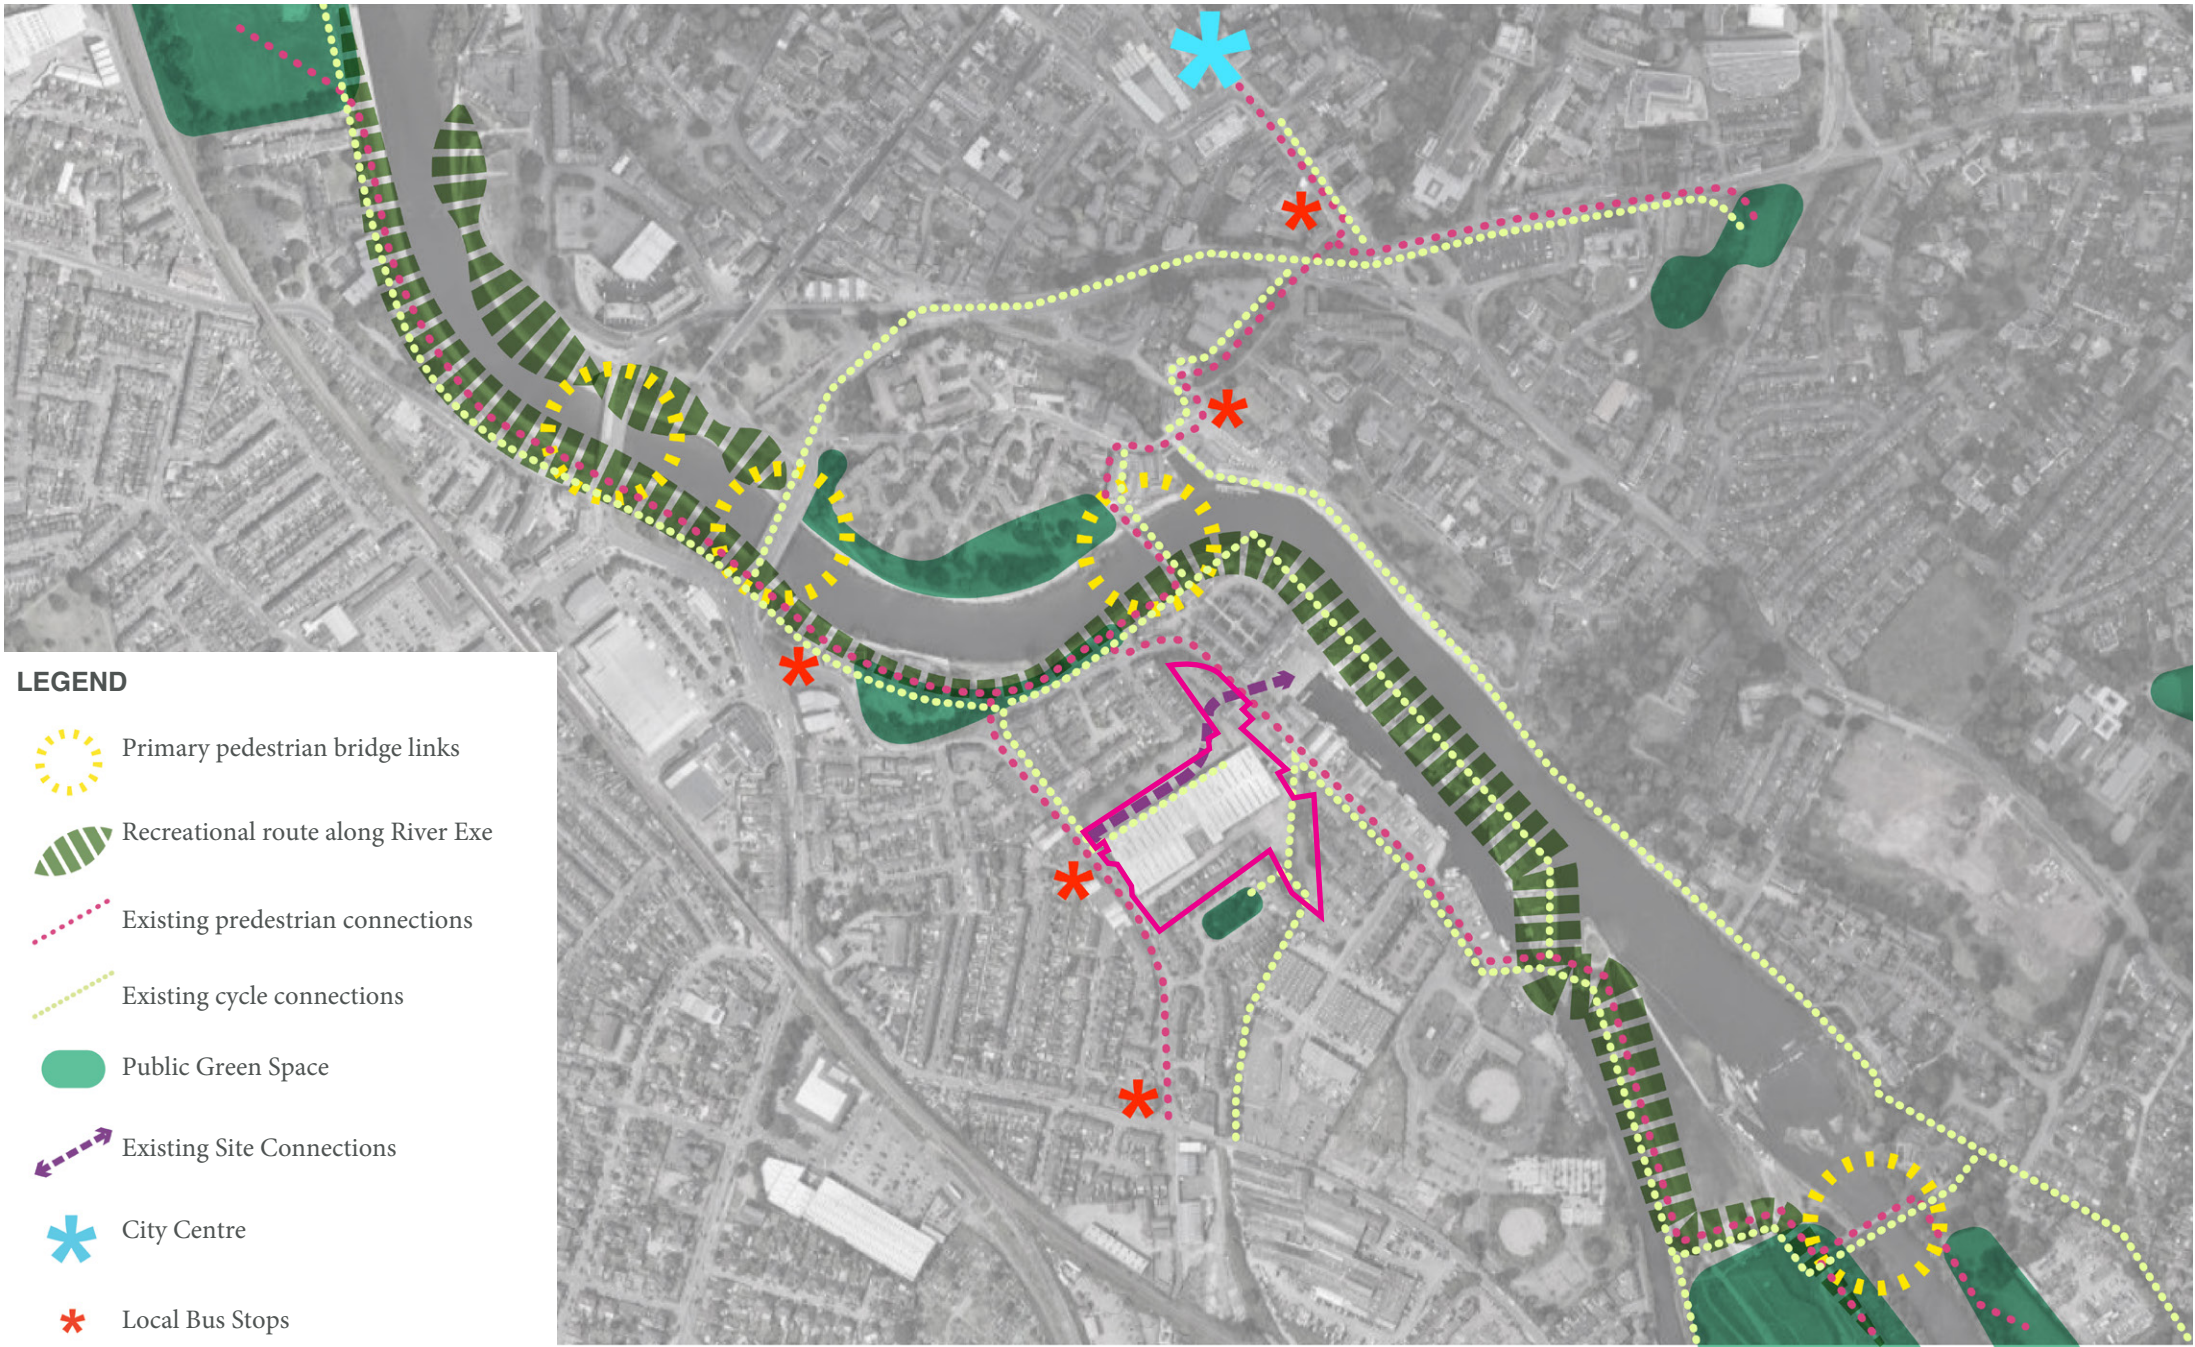 LEGEND
Primary pedestrian bridge links
Recreational route along River Exe
Existing predestrian connections
Existing cycle connections
Public Green Space
Existing Site Connections
City Centre
Local Bus Stops